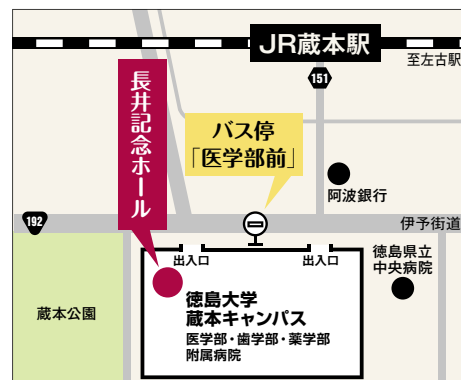 JR蔵本駅
至左古駅
151
長井記念ホール
バス停
「医学部前」
阿波銀行
192
伊予街道
出入口
出入口
徳島県立
中央病院
徳島大学
蔵本キャンパス
医学部・歯学部・薬学部
附属病院
蔵本公園